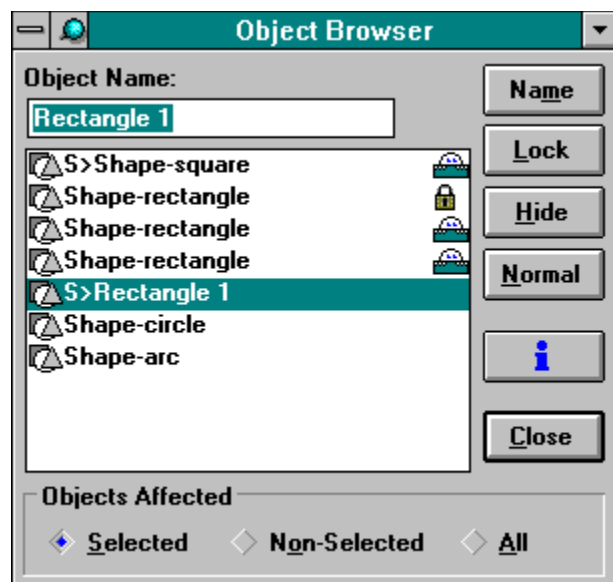 Object Browser
Object Name:
Rectangle 1
S>Shape-square
Shape-rectangle
Shape-rectangle
Shape-rectangle
S>Rectangle 1
Shape-circle
Shape-arc
Name
Lock
Hide
Normal
i
Close
Objects Affected
Selected Non-Selected All